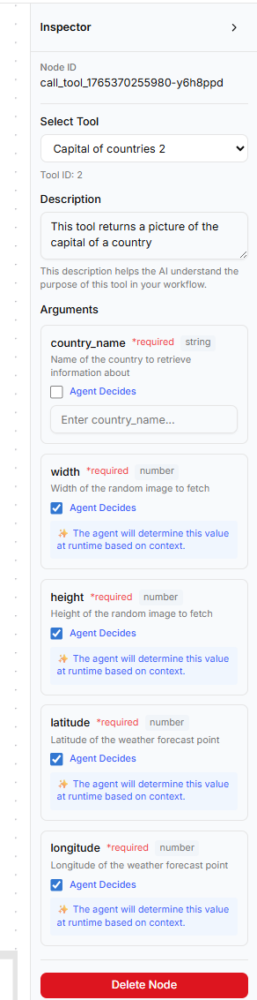 Inspector
Node ID
call_tool_1765370255980-y6h8ppd
Select Tool
Capital of countries 2
Tool ID: 2
Description
This tool returns a picture of the
capital of a country
This description helps the AI understand the
purpose of this tool in your workflow.
Arguments
country_name *required string
Name of the country to retrieve
information about
Agent Decides
Enter country_name...
width *required number
Width of the random image to fetch
Agent Decides
✨ The agent will determine this value
at runtime based on context.
height *required number
Height of the random image to fetch
Agent Decides
✨ The agent will determine this value
at runtime based on context.
latitude *required number
Latitude of the weather forecast point
Agent Decides
✨ The agent will determine this value
at runtime based on context.
longitude *required number
Longitude of the weather forecast point
Agent Decides
✨ The agent will determine this value
at runtime based on context.
Delete Node